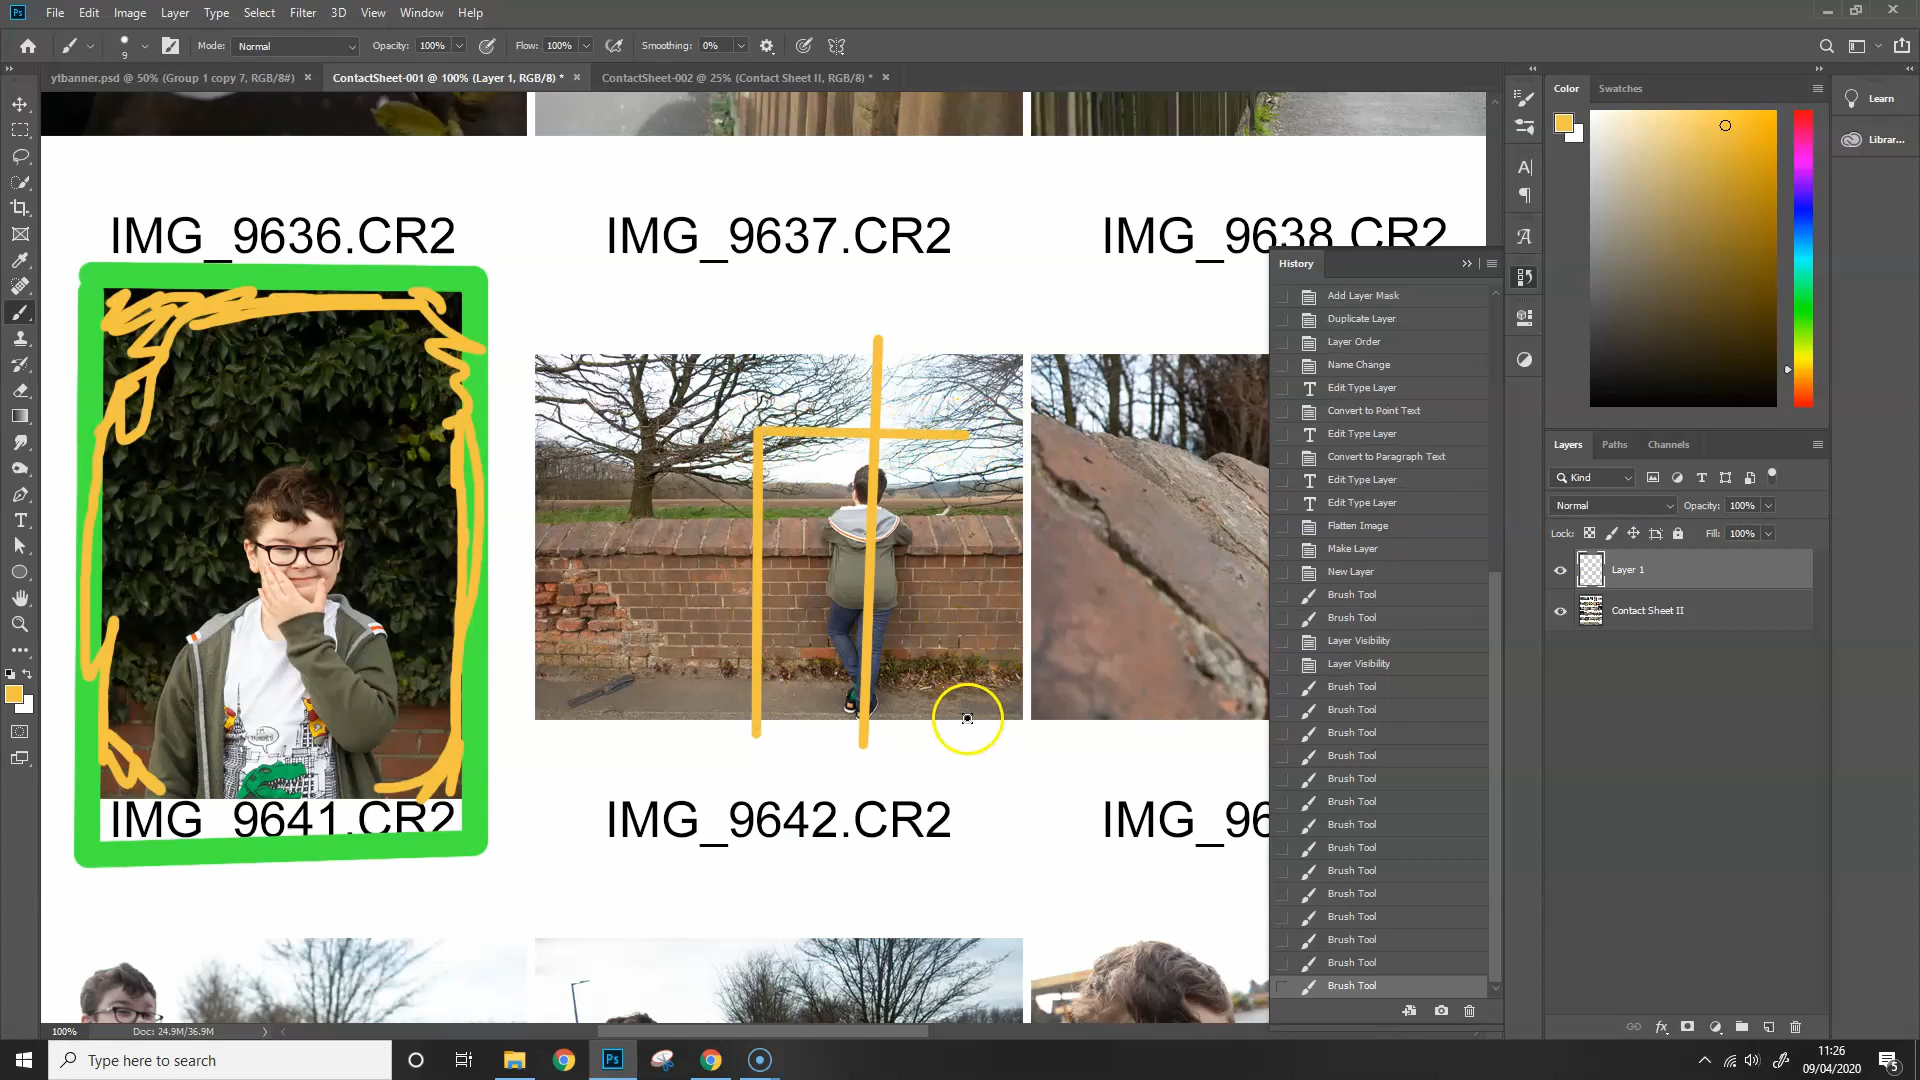 Ps File Edit Image Layer Type Select Filter 3D View Window Help
9 Mode: Normal Opacity: 100% Flow: 100% Smoothing: 0%
ytbanner.psd @ 50% (Group 1 copy 7, RGB/8#) × ContactSheet-001 @ 100% (Layer 1, RGB/8) * × ContactSheet-002 @ 25% (Contact Sheet II, RGB/8) * ×
Color Swatches
Learn
Librar...
IMG_9636.CR2 IMG_9637.CR2 IMG_9638.CR2
History
Add Layer Mask
Duplicate Layer
Layer Order
Name Change
Edit Type Layer
Convert to Point Text
Edit Type Layer
Convert to Paragraph Text
Edit Type Layer
Edit Type Layer
Flatten Image
Make Layer
New Layer
Brush Tool
Brush Tool
Layer Visibility
Layer Visibility
Brush Tool
Brush Tool
Brush Tool
Brush Tool
Brush Tool
Brush Tool
Brush Tool
Brush Tool
Brush Tool
Brush Tool
Brush Tool
Brush Tool
Brush Tool
Brush Tool
Layers Paths Channels
Kind
Normal Opacity: 100%
Lock: Fill: 100%
Layer 1
Contact Sheet II
IMG_9641.CR2 IMG_9642.CR2 IMG_96
100% Doc: 24.9M/36.9M
Type here to search
Ps
11:26
09/04/2020
5